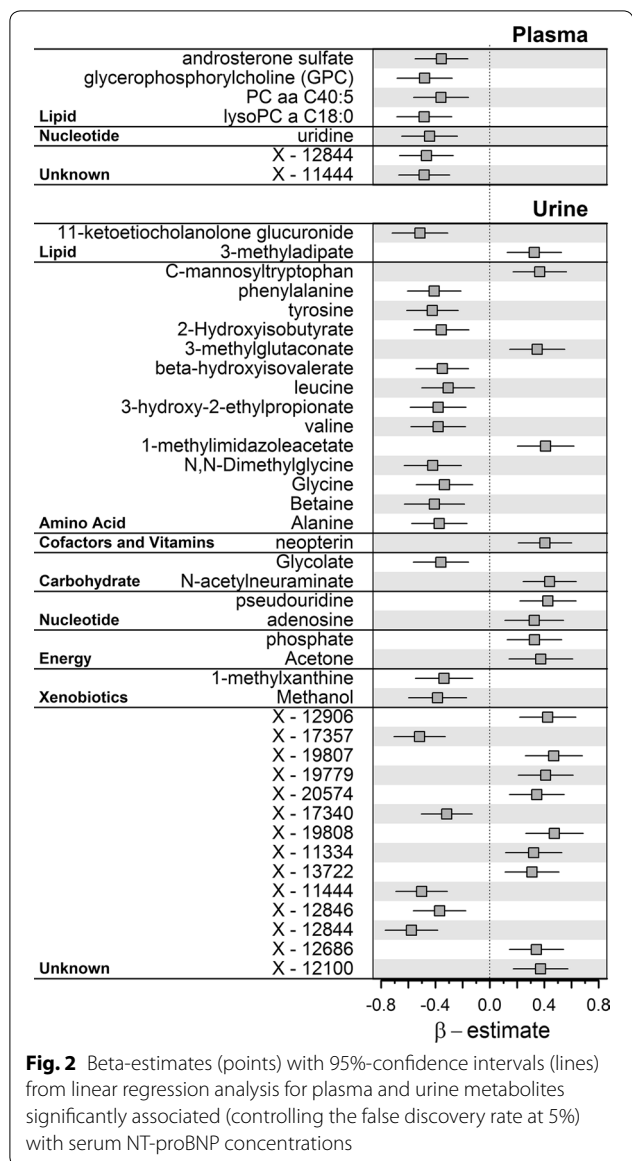 Plasma
androsterone sulfate
glycerophosphorylcholine (GPC)
PC aa C40:5
Lipid lysoPC a C18:0
Nucleotide uridine
X - 12844
Unknown X - 11444
Urine
11-ketoetiocholanolone glucuronide
Lipid 3-methyladipate
C-mannosyltryptophan
phenylalanine
tyrosine
2-Hydroxyisobutyrate
3-methylglutaconate
beta-hydroxyisovalerate
leucine
3-hydroxy-2-ethylpropionate
valine
1-methylimidazoleacetate
N,N-Dimethylglycine
Glycine
Betaine
Amino Acid Alanine
Cofactors and Vitamins neopterin
Glycolate
Carbohydrate N-acetylneuraminate
pseudouridine
Nucleotide adenosine
phosphate
Energy Acetone
1-methylxanthine
Xenobiotics Methanol
X - 12906
X - 17357
X - 19807
X - 19779
X - 20574
X - 17340
X - 19808
X - 11334
X - 13722
X - 11444
X - 12846
X - 12844
X - 12686
Unknown X - 12100
-0.8 -0.4 0.0 0.4 0.8
β – estimate
Fig. 2 Beta-estimates (points) with 95%-confidence intervals (lines)
from linear regression analysis for plasma and urine metabolites
significantly associated (controlling the false discovery rate at 5%)
with serum NT-proBNP concentrations